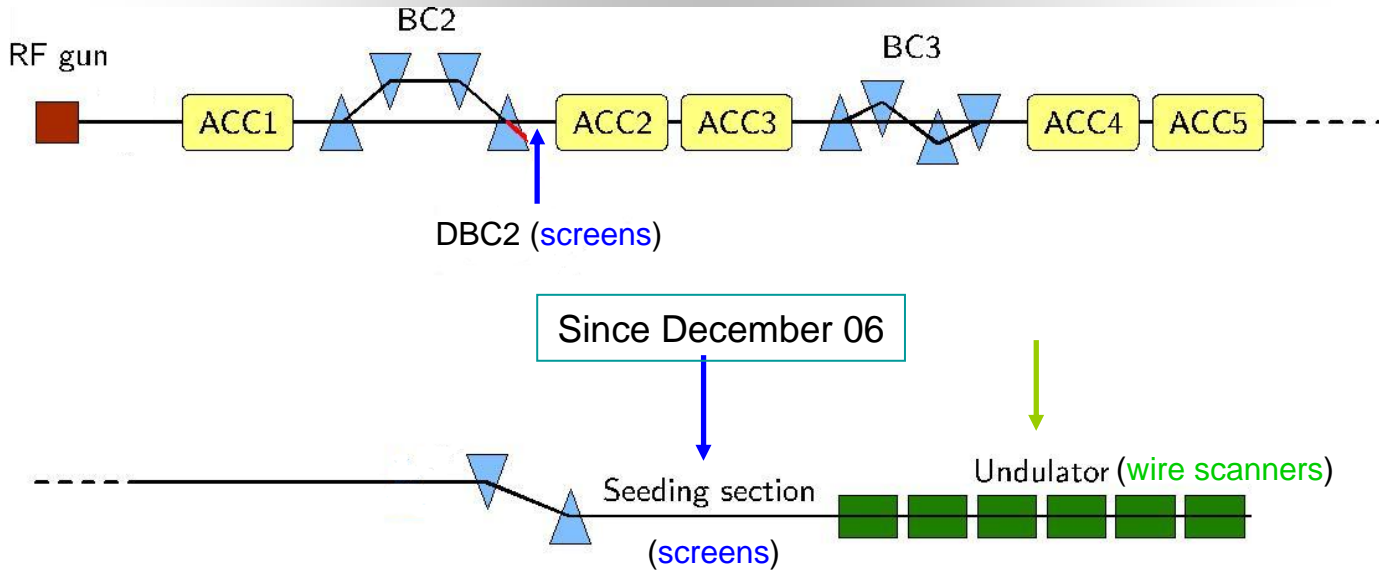 BC2
BC3
RF gun
ACC1
ACC2
ACC3
ACC4
ACC5
DBC2 (screens)
Since December 06
Seeding section
(screens)
Undulator (wire scanners)